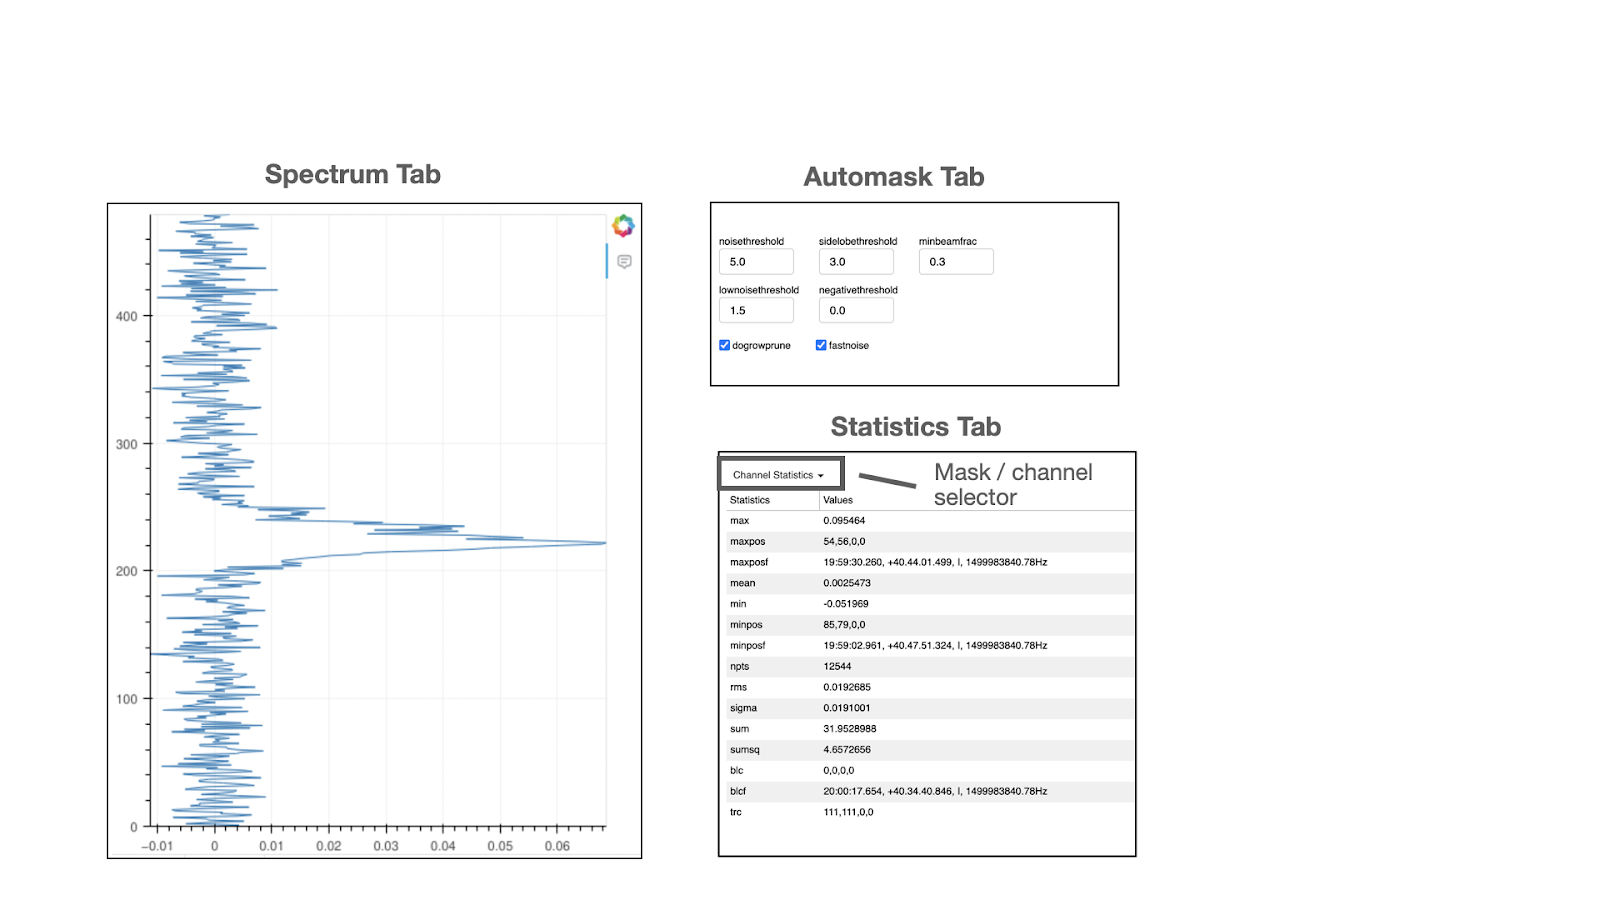 Spectrum Tab
400
300
200
100
0
−0.01 0 0.01 0.02 0.03 0.04 0.05 0.06
Automask Tab
noisethreshold sidelobethreshold minbeamfrac
5.0 3.0 0.3
lownoisethreshold negativethreshold
1.5 0.0
dogrowprune fastnoise
Statistics Tab
Channel Statistics
Mask / channel
selector
Statistics Values
max 0.095464
maxpos 54,56,0,0
maxposf 19:59:30.260, +40.44.01.499, I, 1499983840.78Hz
mean 0.0025473
min -0.051969
minpos 85,79,0,0
minposf 19:59:02.961, +40.47.51.324, I, 1499983840.78Hz
npts 12544
rms 0.0192685
sigma 0.0191001
sum 31.9528988
sumsq 4.6572656
blc 0,0,0,0
blcf 20:00:17.654, +40.34.40.846, I, 1499983840.78Hz
trc 111,111,0,0